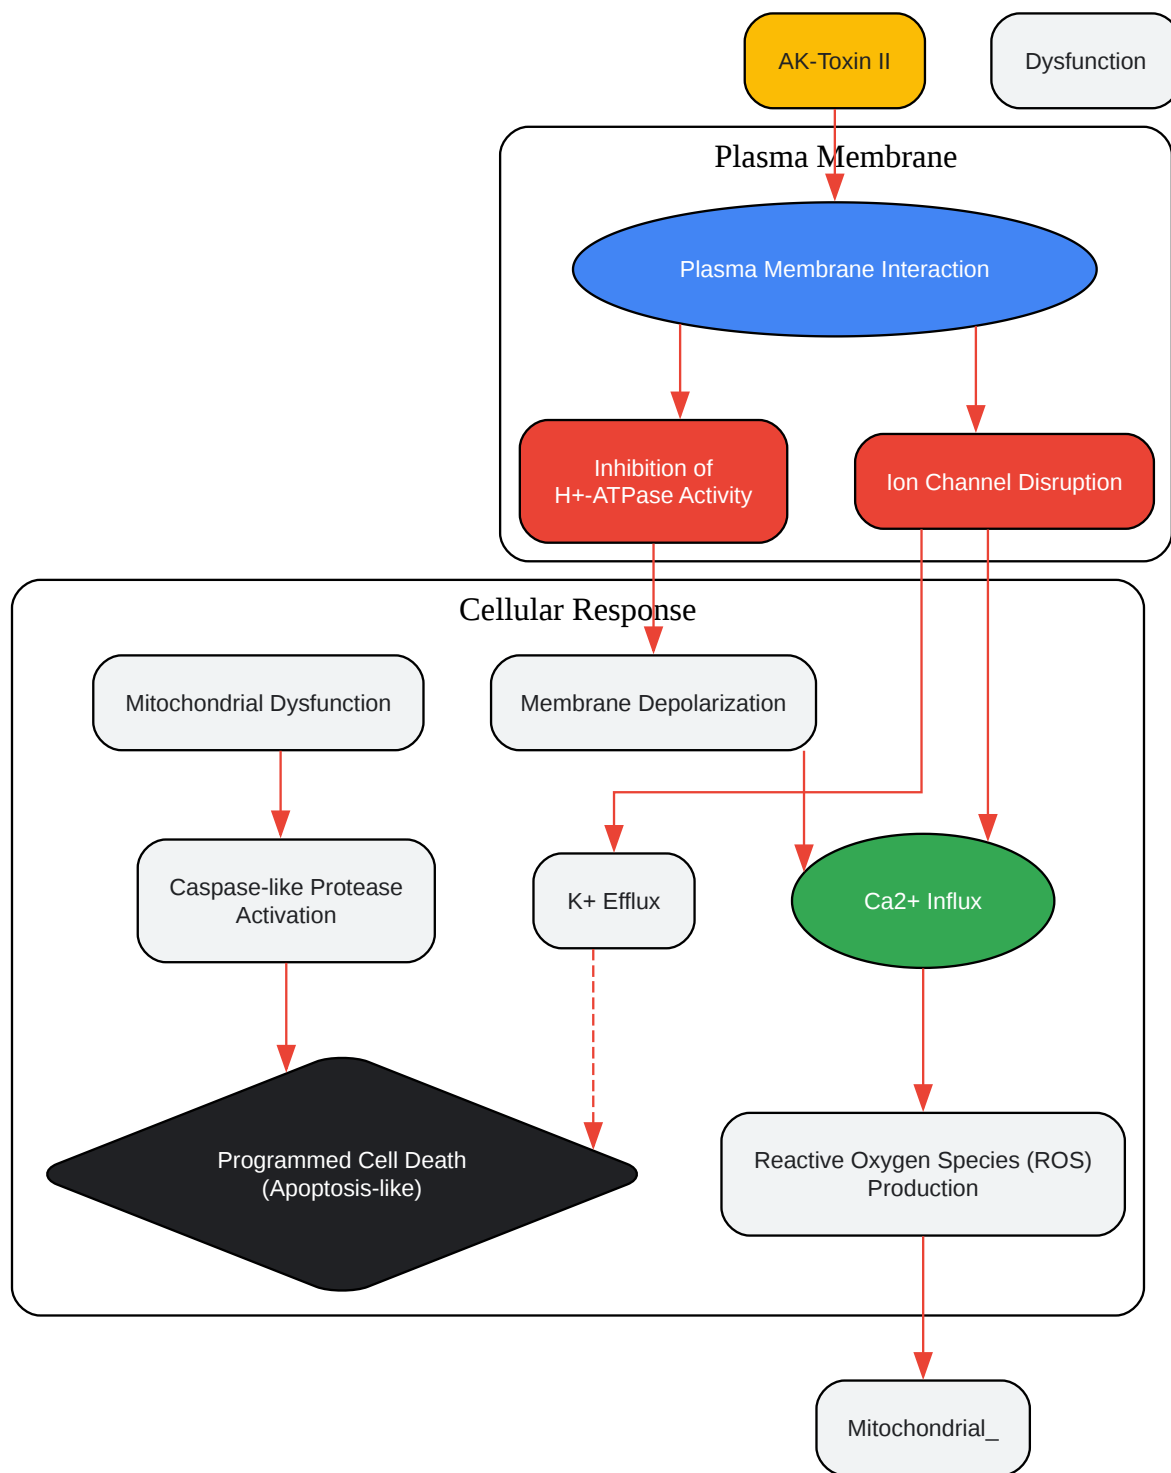 AK-Toxin II
Dysfunction
Plasma Membrane
Plasma Membrane Interaction
Inhibition of
H+-ATPase Activity
Ion Channel Disruption
Cellular Response
Mitochondrial Dysfunction
Membrane Depolarization
Caspase-like Protease
Activation
K+ Efflux
Ca2+ Influx
Programmed Cell Death
(Apoptosis-like)
Reactive Oxygen Species (ROS)
Production
Mitochondrial_